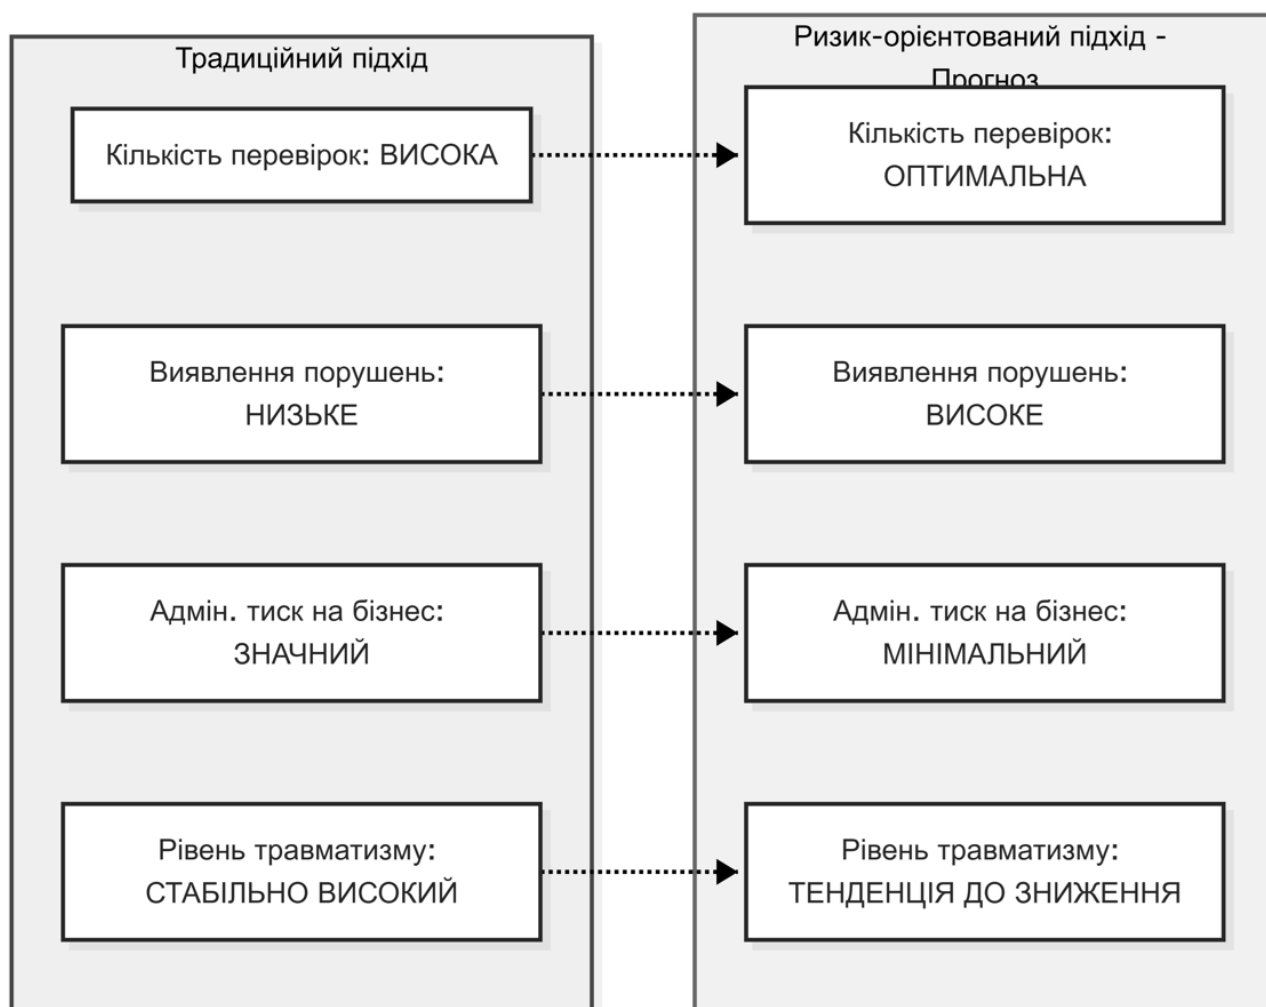 Традиційний підхід
Ризик-орієнтований підхід -
Прогноз
Кількість перевірок: ВИСОКА
Кількість перевірок:
ОПТИМАЛЬНА
Виявлення порушень:
НИЗЬКЕ
Виявлення порушень:
ВИСОКЕ
Адмін. тиск на бізнес:
ЗНАЧНИЙ
Адмін. тиск на бізнес:
МІНІМАЛЬНИЙ
Рівень травматизму:
СТАБІЛЬНО ВИСОКИЙ
Рівень травматизму:
ТЕНДЕНЦІЯ ДО ЗНИЖЕННЯ